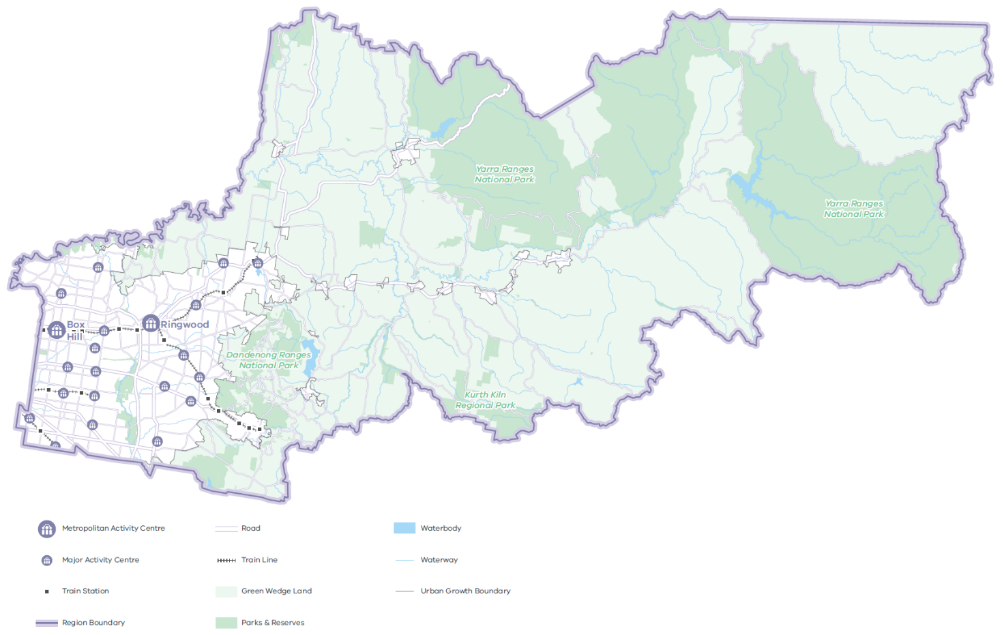 Yarra Ranges
National Park
Yarra Ranges
National Park
Box
Hill
Ringwood
Dandenong Ranges
National Park
Kurth Kiln
Regional Park
Metropolitan Activity Centre
Road
Waterbody
Major Activity Centre
Train Line
Waterway
Train Station
Green Wedge Land
Urban Growth Boundary
Region Boundary
Parks & Reserves